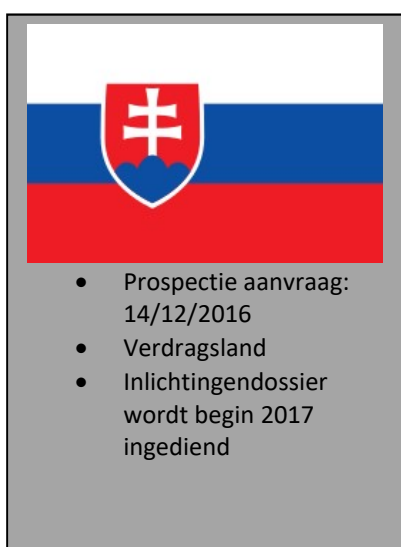 • Prospectie aanvraag:
14/12/2016
• Verdragsland
• Inlichtingendossier
wordt begin 2017
ingediend